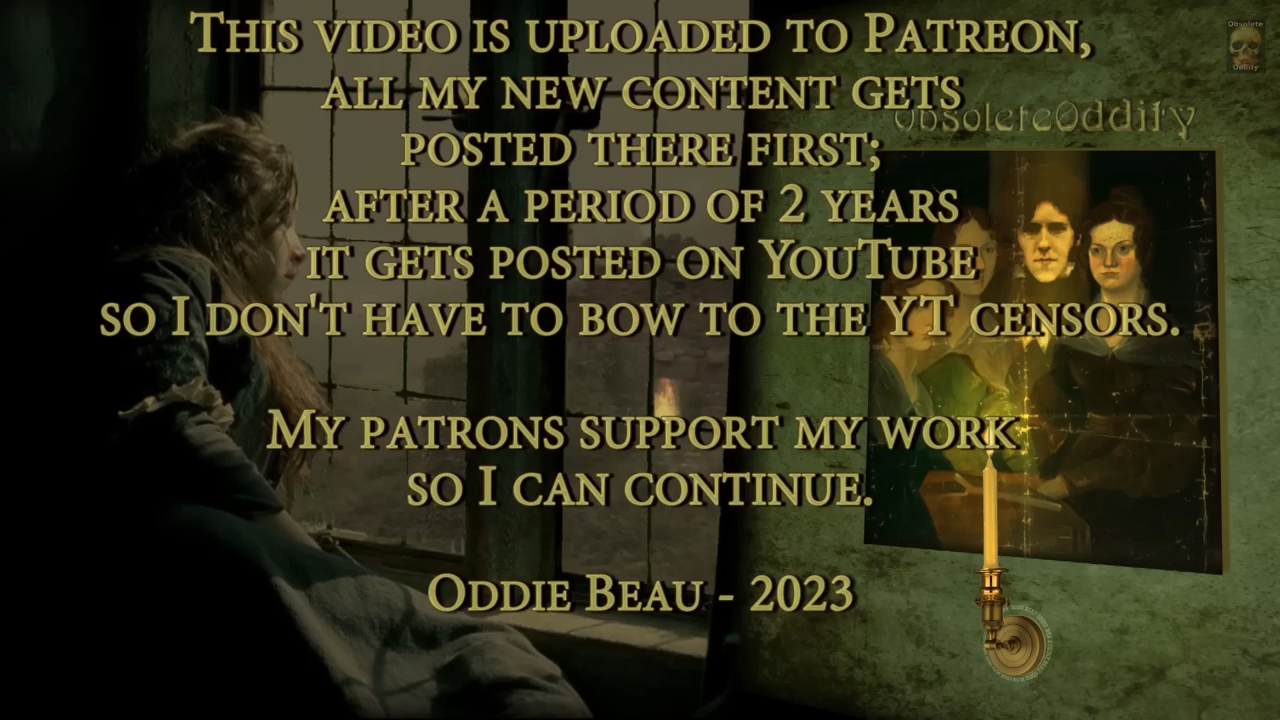 THIS VIDEO IS UPLOADED TO PATREON,
ALL MY NEW CONTENT GETS
POSTED THERE FIRST;
AFTER A PERIOD OF 2 YEARS
IT GETS POSTED ON YOUTUBE
SO I DON'T HAVE TO BOW TO THE YT CENSORS.
MY PATRONS SUPPORT MY WORK
SO I CAN CONTINUE.
ODDIE BEAU - 2023
ObsoleteOddity
Obsolete
Oddity